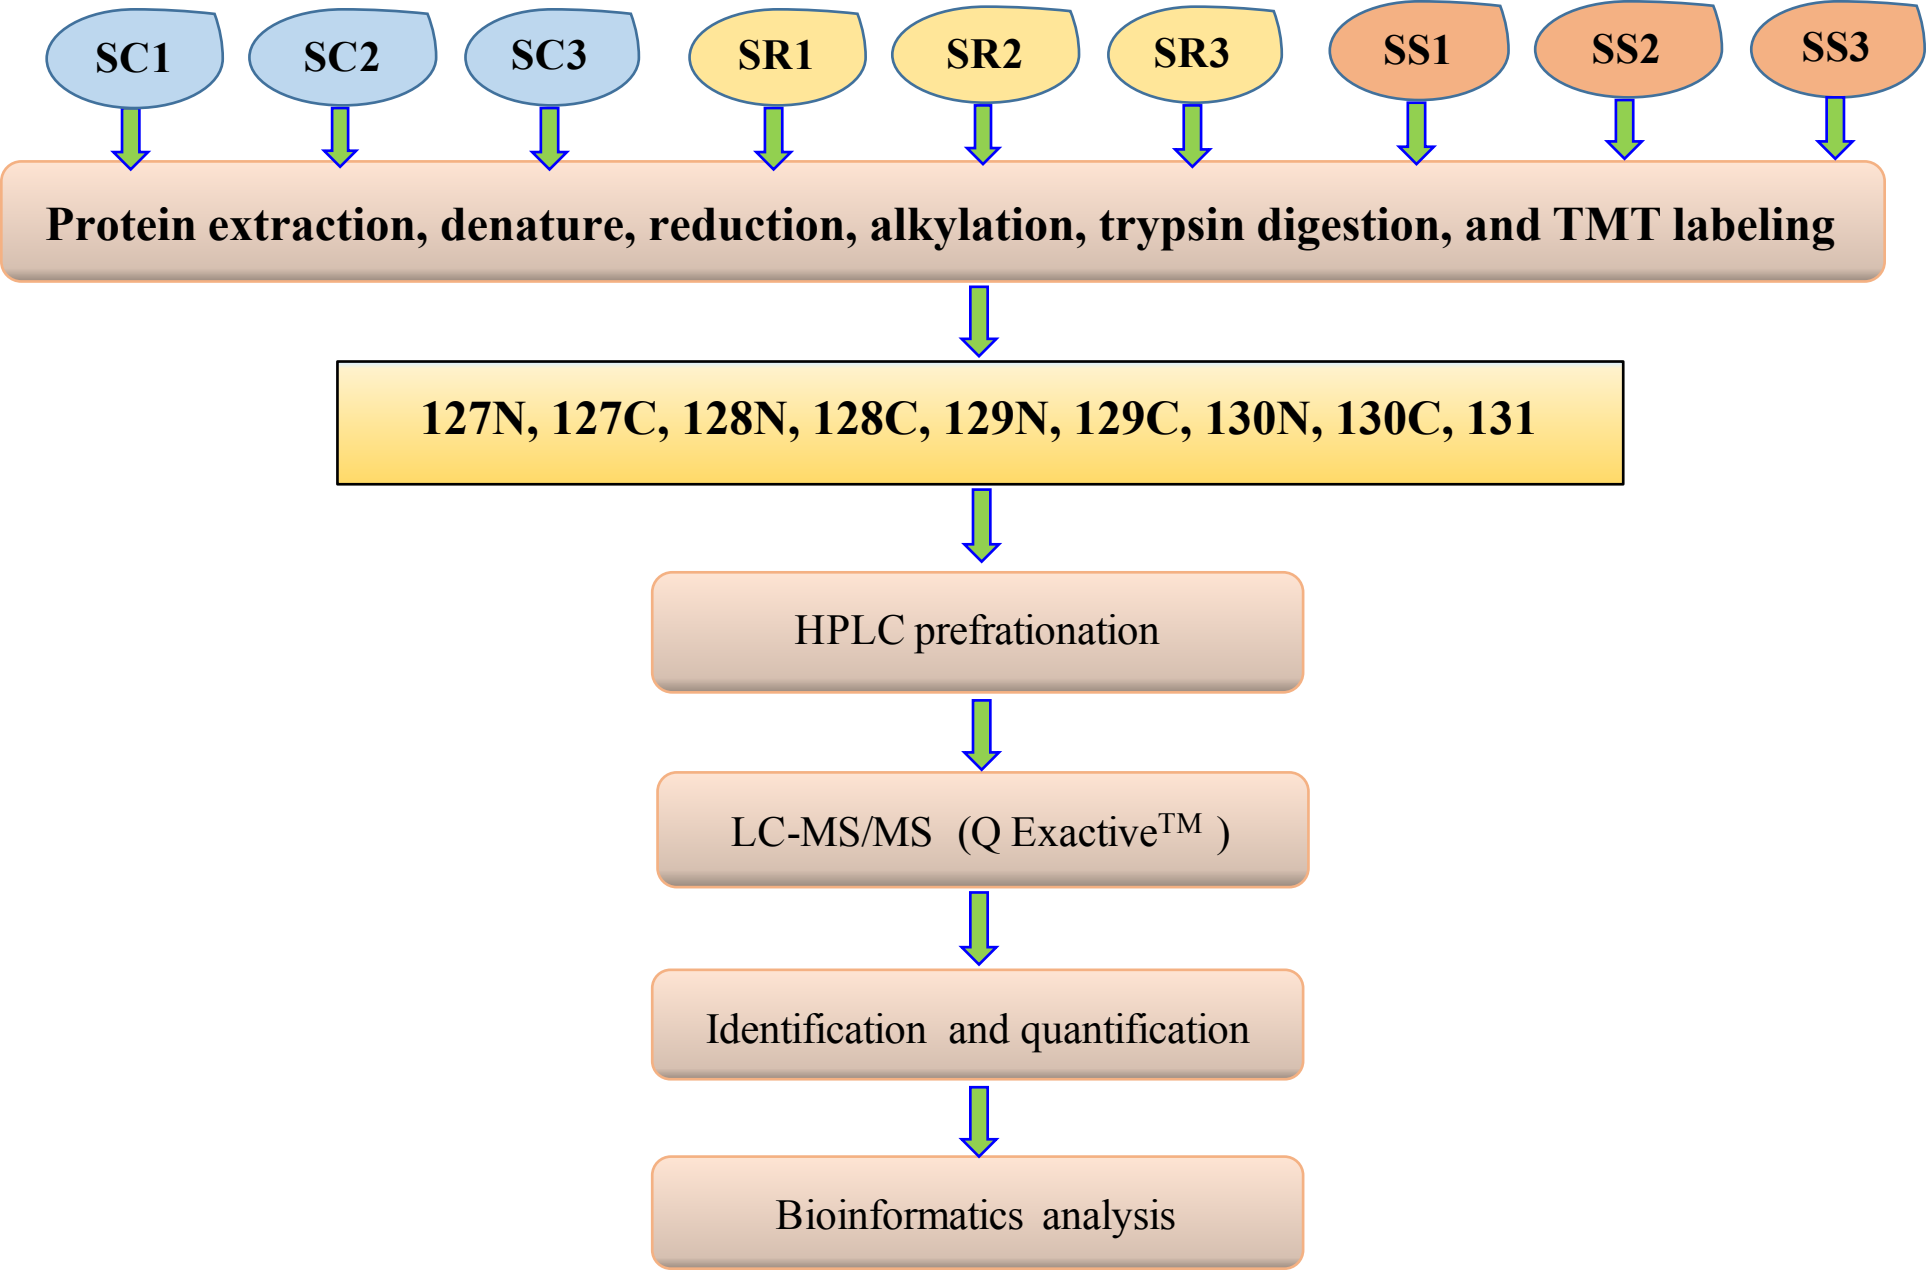 SC1 SC2 SC3 SR1 SR2 SR3 SS1 SS2 SS3
Protein extraction, denature, reduction, alkylation, trypsin digestion, and TMT labeling
127N, 127C, 128N, 128C, 129N, 129C, 130N, 130C, 131
HPLC prefrationation
LC-MS/MS (Q Exactive™ )
Identification and quantification
Bioinformatics analysis